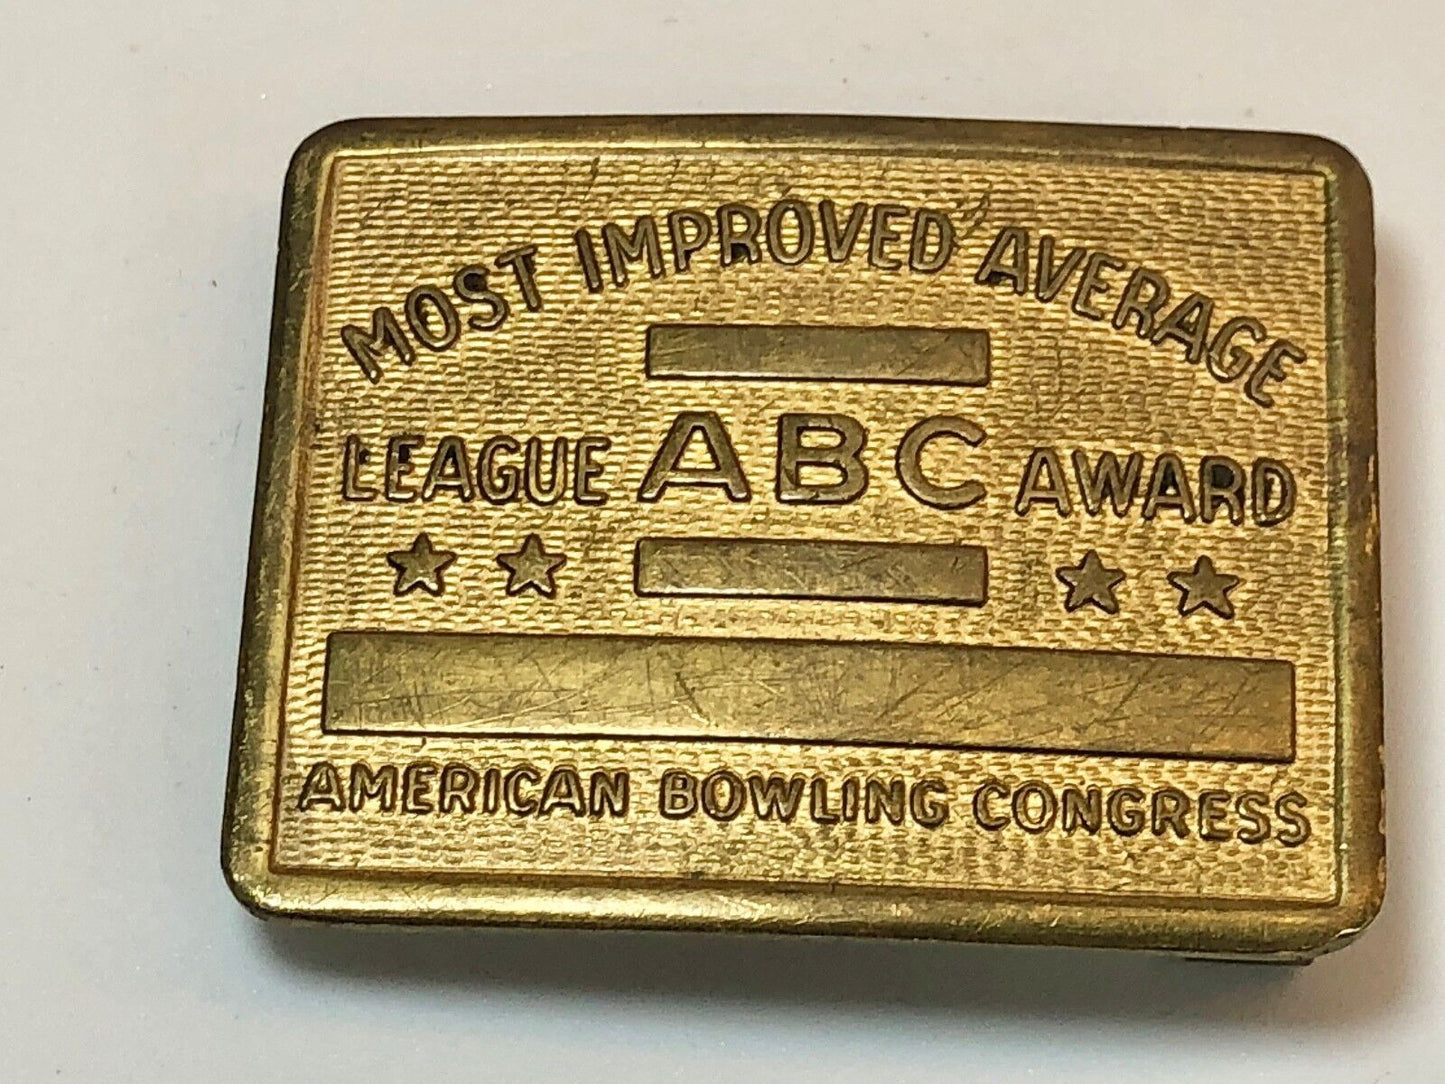 MOST IMPROVED AVERAGE
LEAGUE ABC AWARD
AMERICAN BOWLING CONGRESS